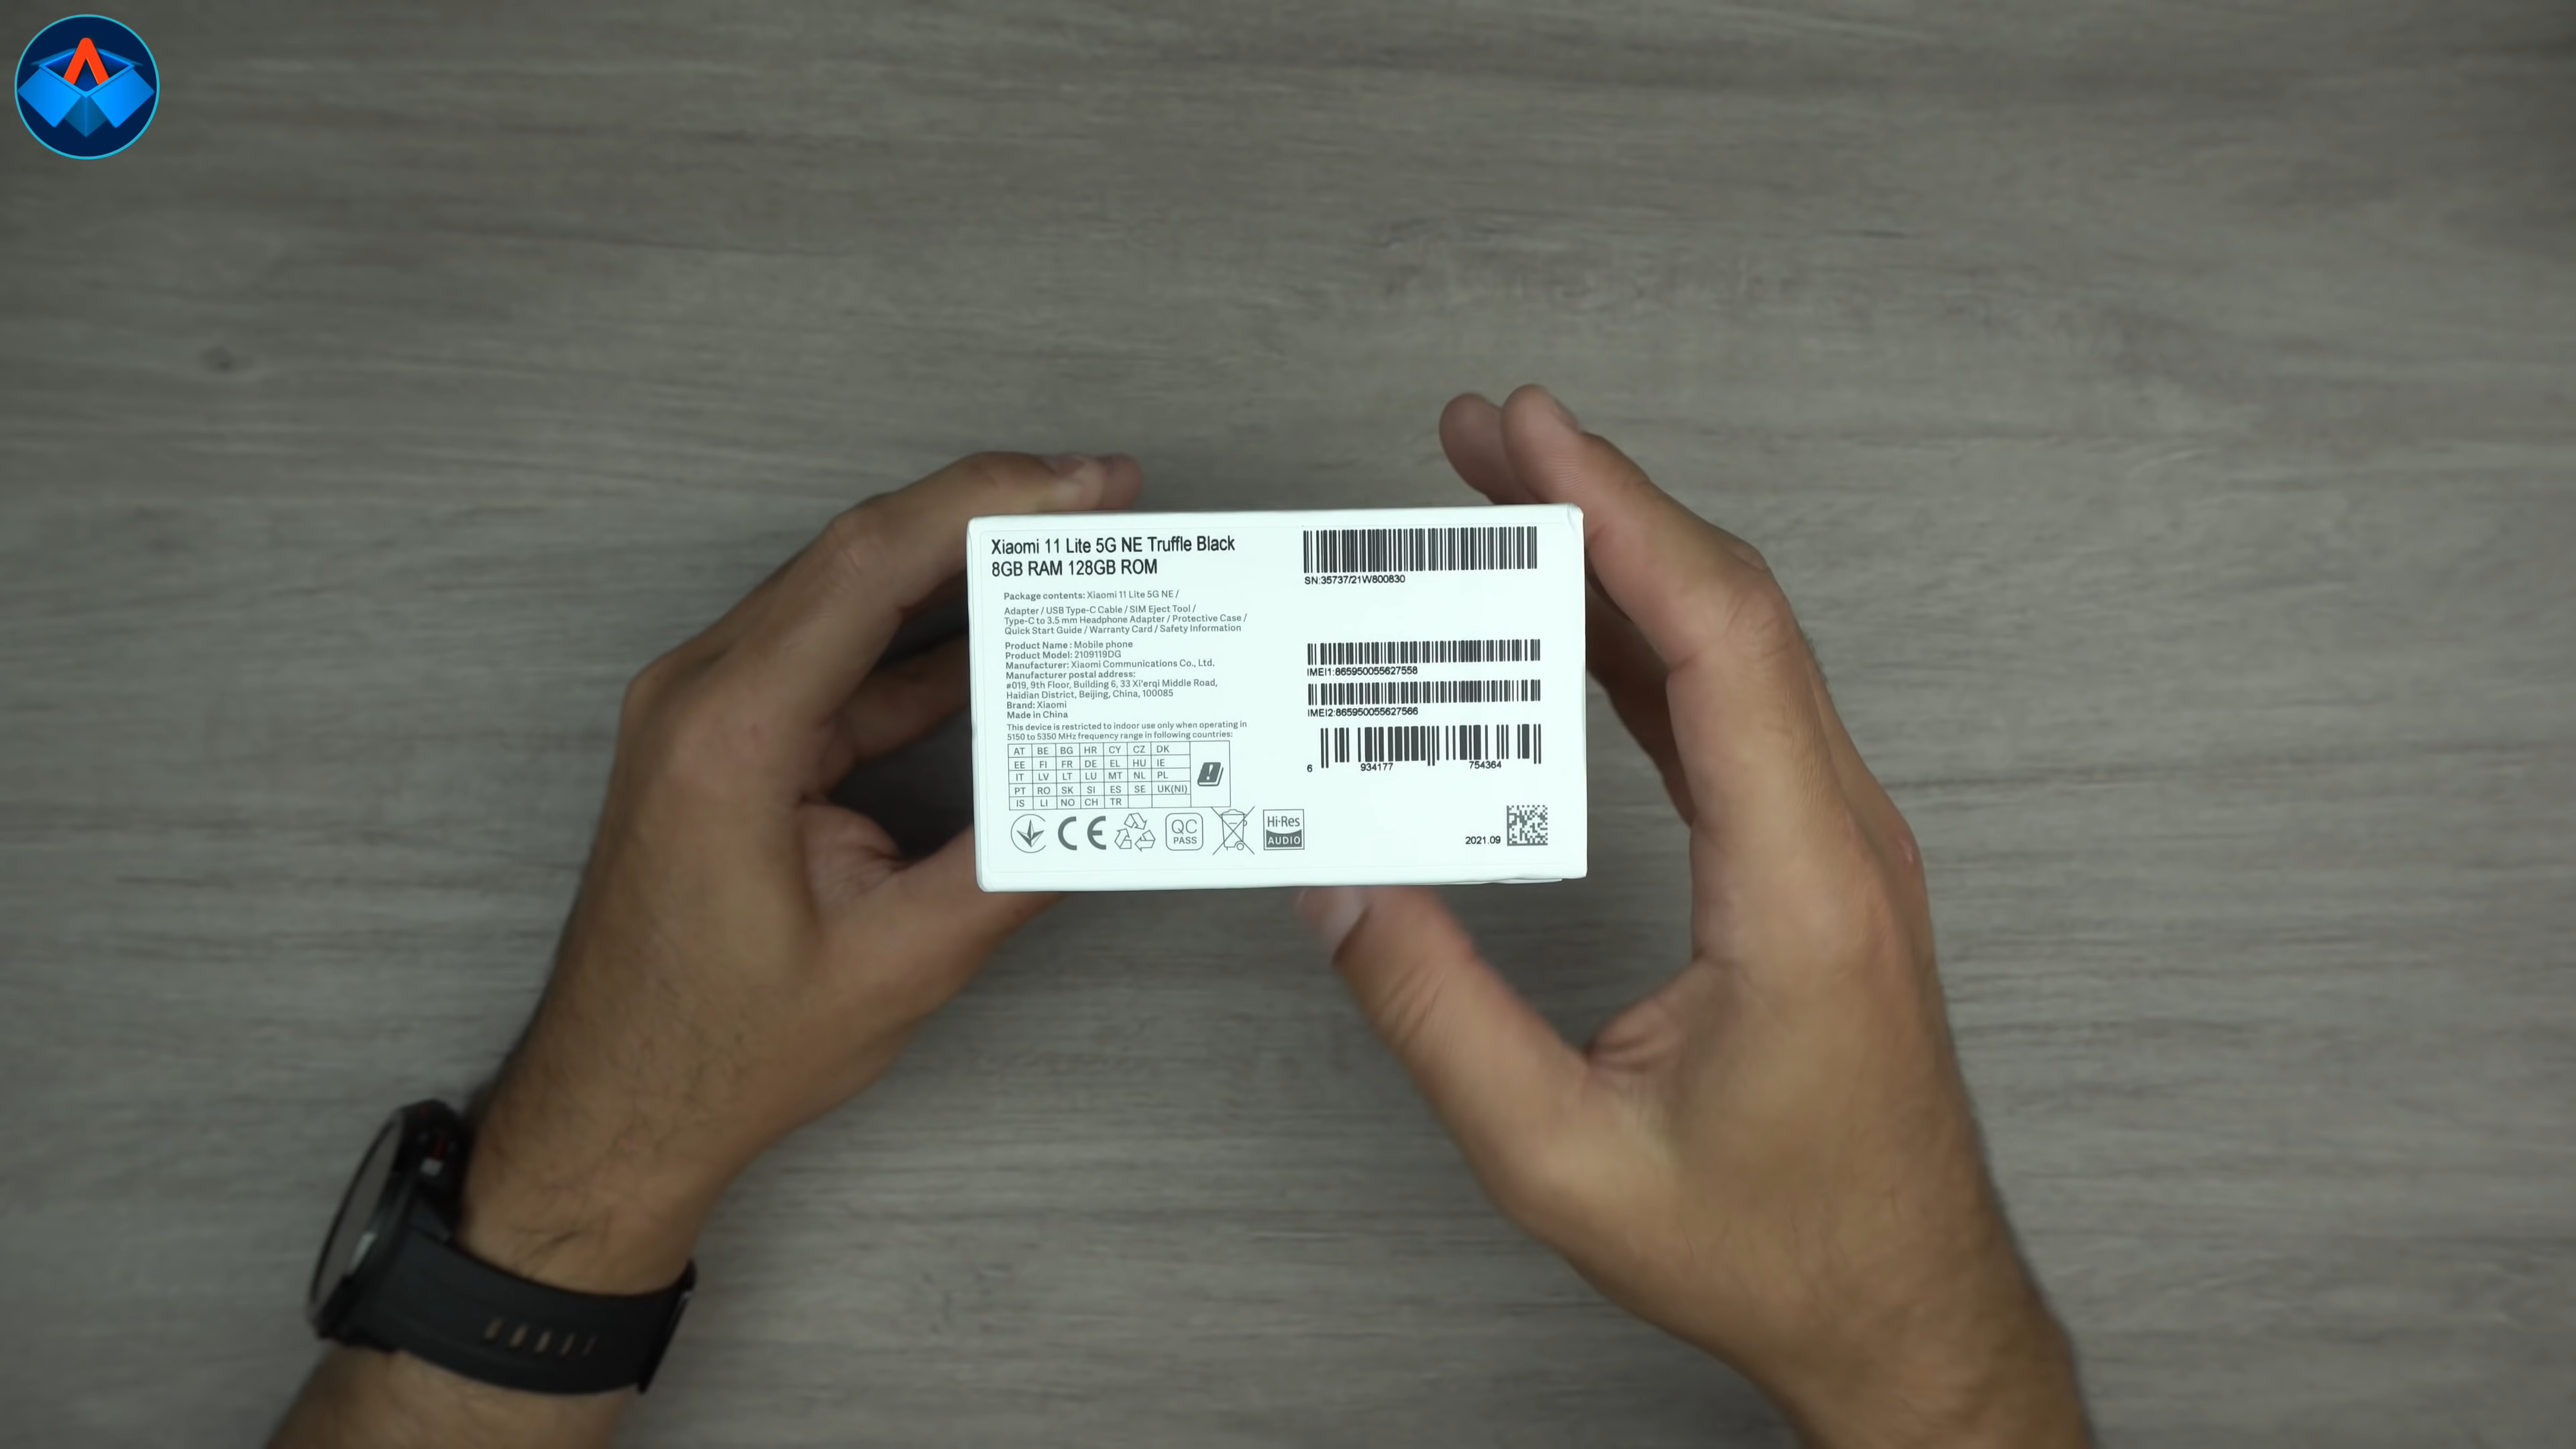 Xiaomi 11 Lite 5G NE Truffle Black
8GB RAM 128GB ROM
Package contents: Xiaomi 11 Lite 5G NE /
Adapter / USB Type-C Cable / SIM Eject Tool /
Type-C to 3.5 mm Headphone Adapter / Protective Case /
Quick Start Guide / Warranty Card / Safety Information
Product Name : Mobile phone
Product Model: 2109119DG
Manufacturer: Xiaomi Communications Co., Ltd.
Manufacturer postal address:
#019, 9th Floor, Building 6, 33 Xi'erqi Middle Road,
Haidian District, Beijing, China, 100085
Brand: Xiaomi
Made in China
This device is restricted to indoor use only when operating in
5150 to 5350 MHz frequency range in following countries:
AT BE BG HR CY CZ DK
EE FI FR DE EL HU IE
IT LV LT LU MT NL PL
PT RO SK SI ES SE UK(NI)
IS LI NO CH TR
CE
QC
PASS
Hi-Res
AUDIO
SN:35737/21W800830
IMEI1:865950055627558
IMEI2:865950055627566
6 934177 754364
2021.09